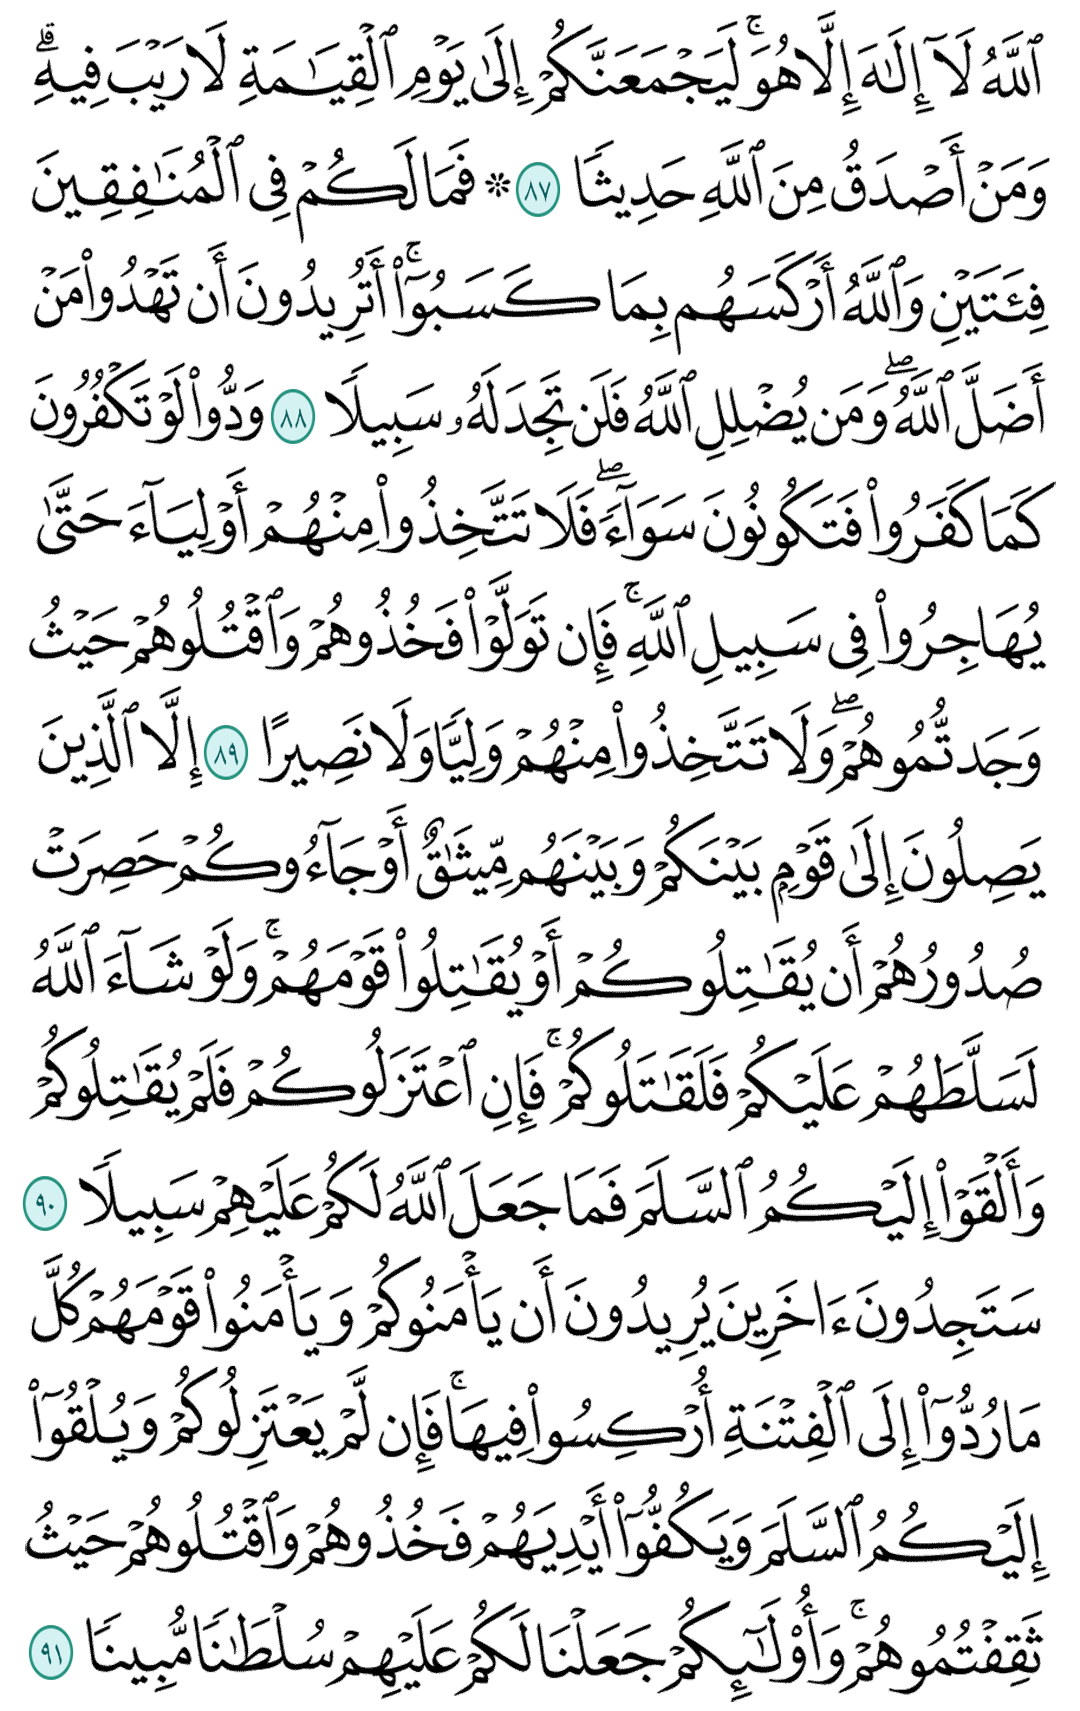 ٱللَّهُ لَآ إِلَٰهَ إِلَّا هُوَۚ لَيَجۡمَعَنَّكُمۡ إِلَىٰ يَوۡمِ ٱلۡقِيَٰمَةِ لَا رَيۡبَ فِيهِۗ
وَمَنۡ أَصۡدَقُ مِنَ ٱللَّهِ حَدِيثٗا ٨٧ ۞ فَمَا لَكُمۡ فِي ٱلۡمُنَٰفِقِينَ
فِئَتَيۡنِ وَٱللَّهُ أَرۡكَسَهُم بِمَا كَسَبُوٓاْۚ أَتُرِيدُونَ أَن تَهۡدُواْ مَنۡ
أَضَلَّ ٱللَّهُۖ وَمَن يُضۡلِلِ ٱللَّهُ فَلَن تَجِدَ لَهُۥ سَبِيلٗا ٨٨ وَدُّواْ لَوۡ تَكۡفُرُونَ
كَمَا كَفَرُواْ فَتَكُونُونَ سَوَآءٗۖ فَلَا تَتَّخِذُواْ مِنۡهُمۡ أَوۡلِيَآءَ حَتَّىٰ
يُهَاجِرُواْ فِي سَبِيلِ ٱللَّهِۚ فَإِن تَوَلَّوۡاْ فَخُذُوهُمۡ وَٱقۡتُلُوهُمۡ حَيۡثُ
وَجَدتُّمُوهُمۡۖ وَلَا تَتَّخِذُواْ مِنۡهُمۡ وَلِيّٗا وَلَا نَصِيرًا ٨٩ إِلَّا ٱلَّذِينَ
يَصِلُونَ إِلَىٰ قَوۡمِۭ بَيۡنَكُمۡ وَبَيۡنَهُم مِّيثَٰقٌ أَوۡ جَآءُوكُمۡ حَصِرَتۡ
صُدُورُهُمۡ أَن يُقَٰتِلُوكُمۡ أَوۡ يُقَٰتِلُواْ قَوۡمَهُمۡۚ وَلَوۡ شَآءَ ٱللَّهُ
لَسَلَّطَهُمۡ عَلَيۡكُمۡ فَلَقَٰتَلُوكُمۡۚ فَإِنِ ٱعۡتَزَلُوكُمۡ فَلَمۡ يُقَٰتِلُوكُمۡ
وَأَلۡقَوۡاْ إِلَيۡكُمُ ٱلسَّلَمَ فَمَا جَعَلَ ٱللَّهُ لَكُمۡ عَلَيۡهِمۡ سَبِيلٗا ٩٠
سَتَجِدُونَ ءَاخَرِينَ يُرِيدُونَ أَن يَأۡمَنُوكُمۡ وَيَأۡمَنُواْ قَوۡمَهُمۡ كُلَّ
مَا رُدُّوٓاْ إِلَى ٱلۡفِتۡنَةِ أُرۡكِسُواْ فِيهَاۚ فَإِن لَّمۡ يَعۡتَزِلُوكُمۡ وَيُلۡقُوٓاْ
إِلَيۡكُمُ ٱلسَّلَمَ وَيَكُفُّوٓاْ أَيۡدِيَهُمۡ فَخُذُوهُمۡ وَٱقۡتُلُوهُمۡ حَيۡثُ
ثَقِفۡتُمُوهُمۡۚ وَأُوْلَٰٓئِكُمۡ جَعَلۡنَا لَكُمۡ عَلَيۡهِمۡ سُلۡطَٰنٗا مُّبِينٗا ٩١